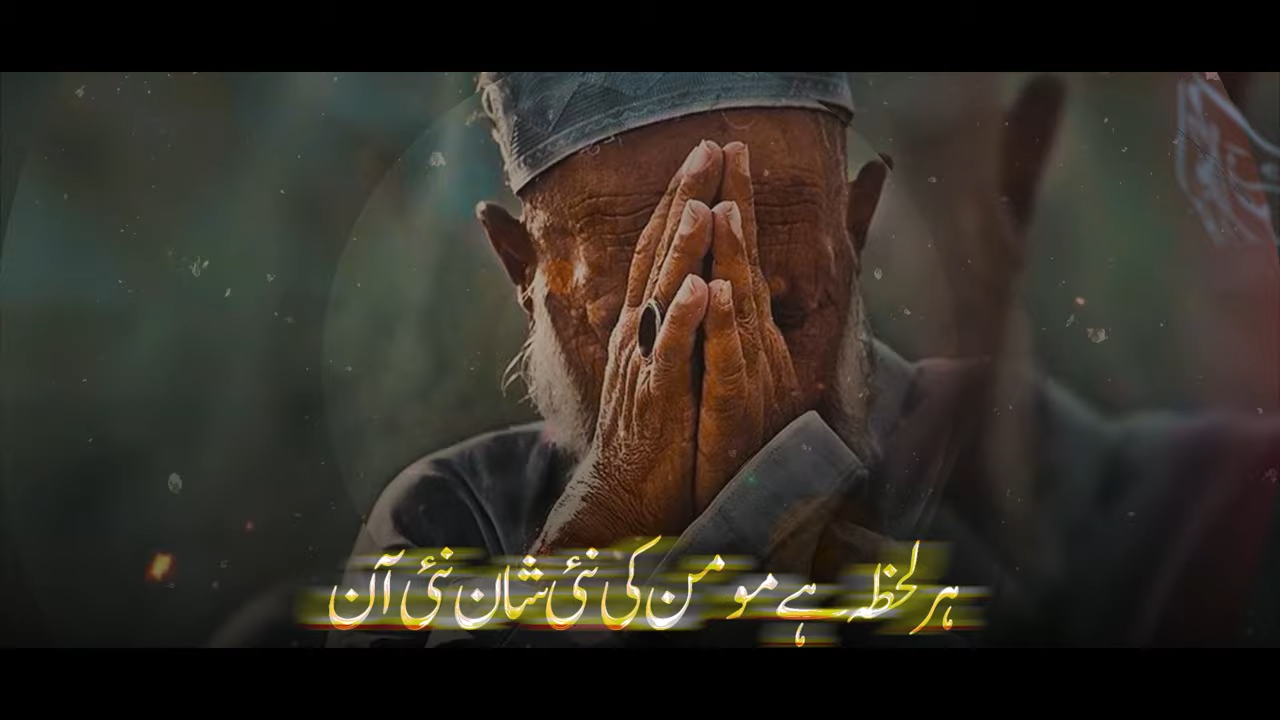 ہر لحظہ ہے مومن کی نئی شان نئی آن